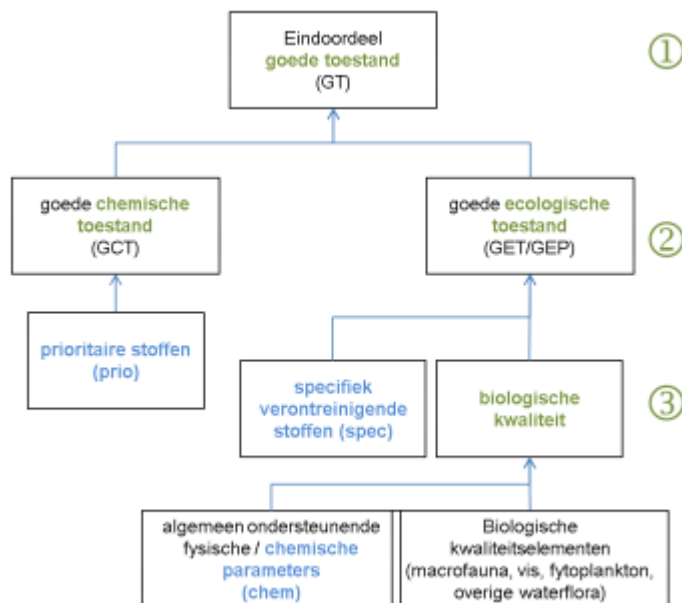 Eindoordeel
goede toestand
(GT)
①
goede chemische
toestand
(GCT)
goede ecologische
toestand
(GET/GEP)
②
prioritaire stoffen
(prio)
specifiek
verontreinigende
stoffen (spec)
biologische
kwaliteit
③
algemeen ondersteunende
fysische / chemische
parameters
(chem)
Biologische
kwaliteitselementen
(macrofauna, vis, fytoplankton,
overige waterflora)